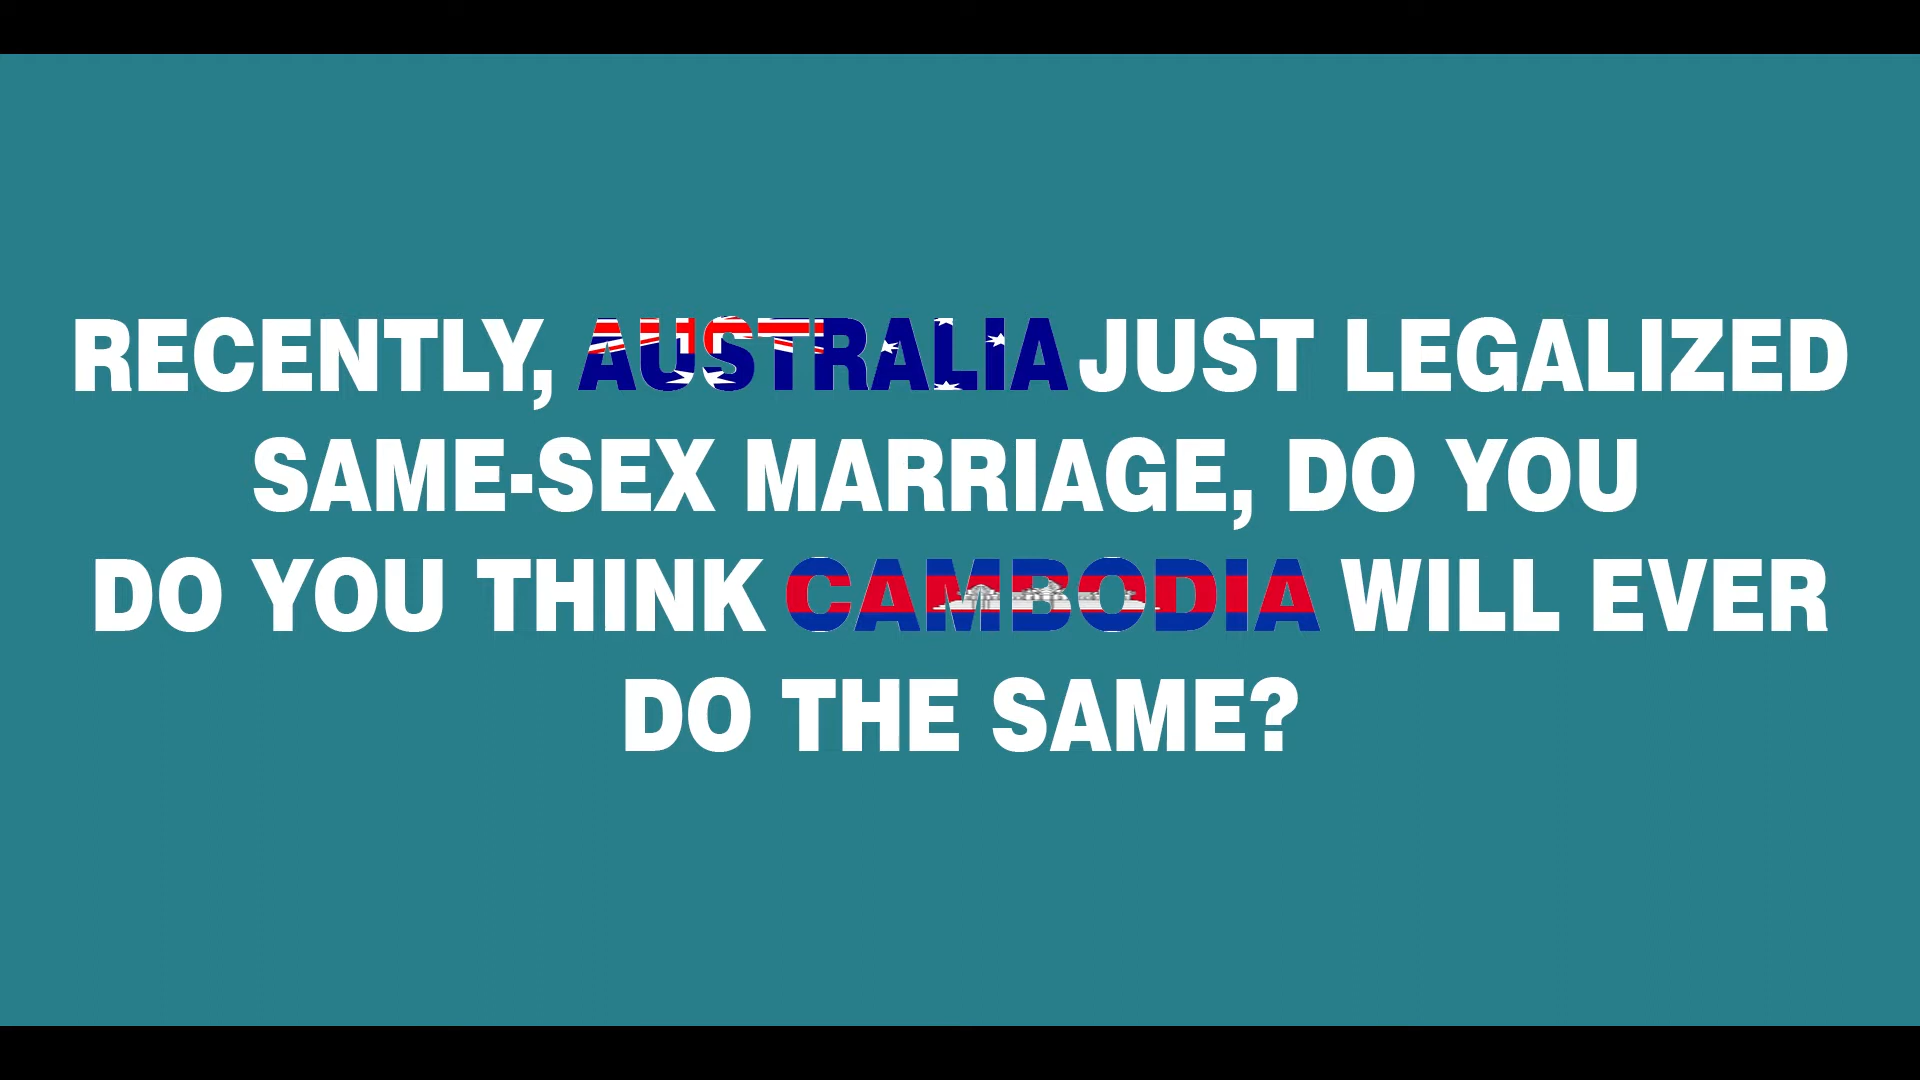 RECENTLY, AUSTRALIA JUST LEGALIZED
SAME-SEX MARRIAGE, DO YOU
DO YOU THINK CAMBODIA WILL EVER
DO THE SAME?